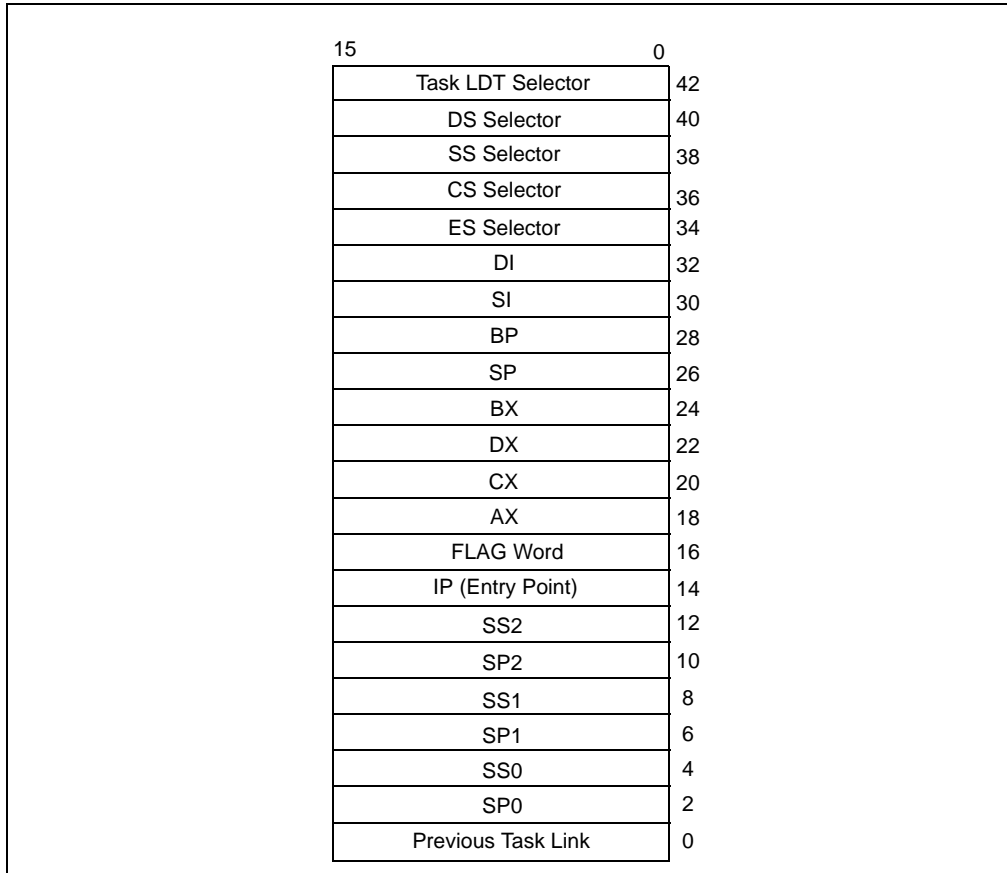 15 0
Task LDT Selector 42
DS Selector 40
SS Selector 38
CS Selector 36
ES Selector 34
DI 32
SI 30
BP 28
SP 26
BX 24
DX 22
CX 20
AX 18
FLAG Word 16
IP (Entry Point) 14
SS2 12
SP2 10
SS1 8
SP1 6
SS0 4
SP0 2
Previous Task Link 0